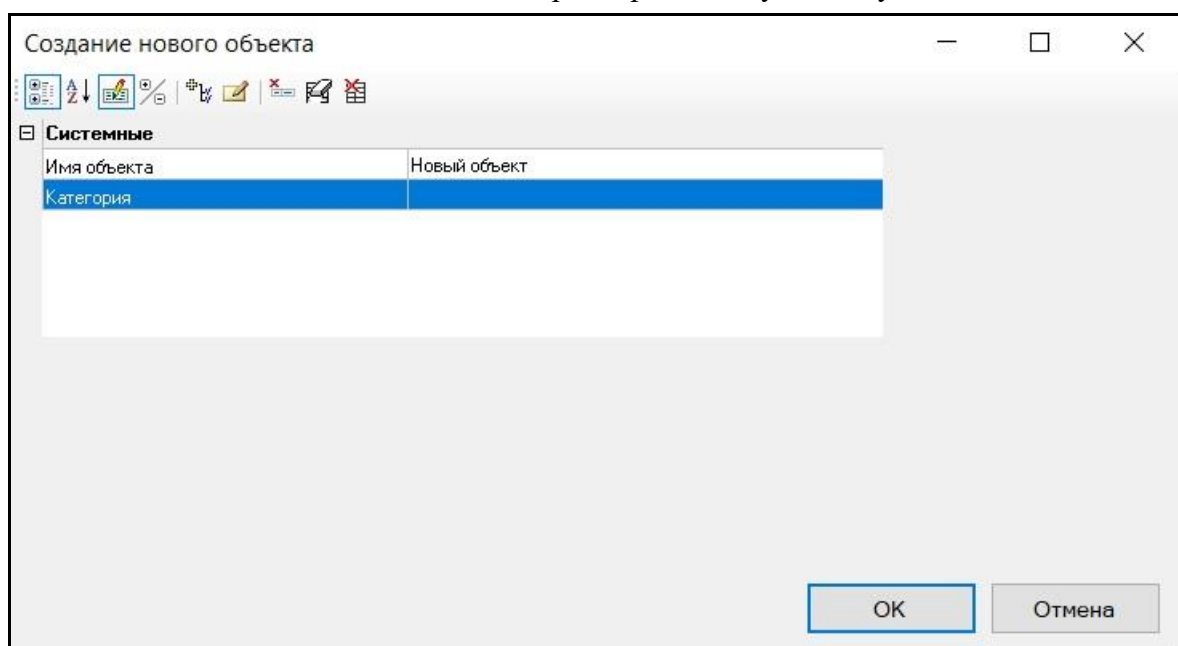 Создание нового объекта
Системные
Имя объекта Новый объект
Категория
OK Отмена